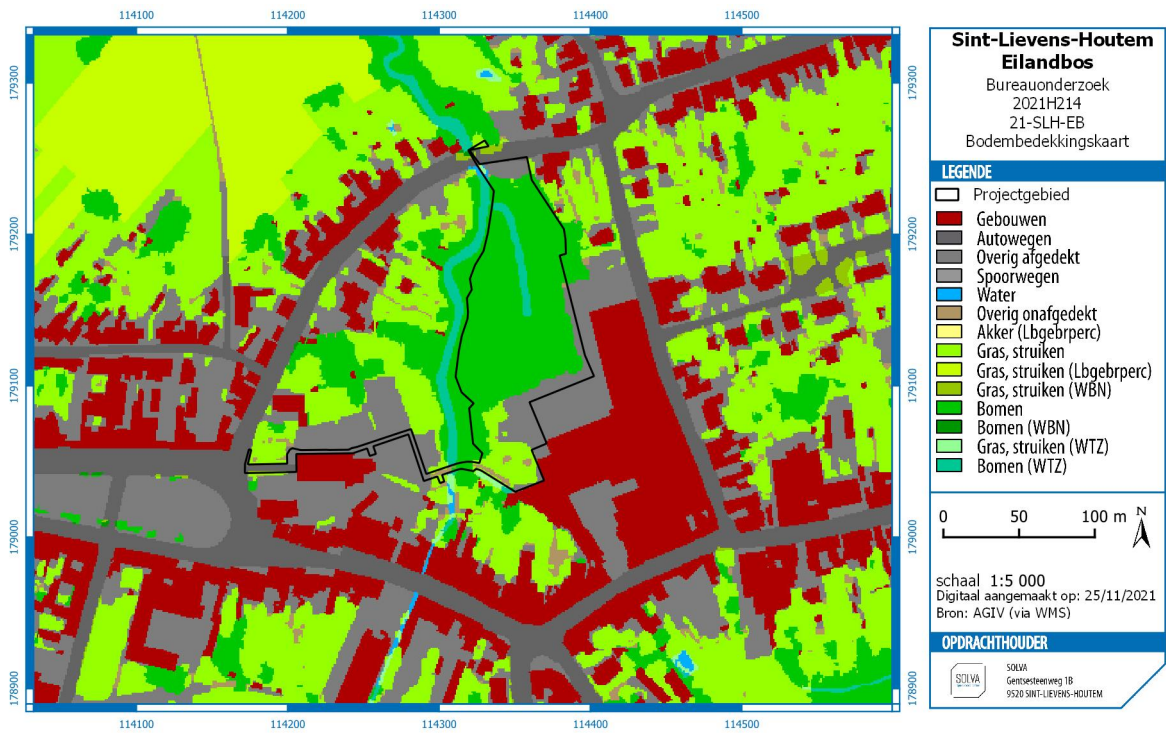 114100 114200 114300 114400 114500
179300 179300
179200 179200
179100 179100
179000 179000
178900 178900
114100 114200 114300 114400 114500
Sint-Lievens-Houtem
Eilandbos
Bureauonderzoek
2021H214
21-SLH-EB
Bodembedekkingskaart
LEGENDE
Projectgebied
Gebouwen
Autowegen
Overig afgedekt
Spoorwegen
Water
Overig onafgedekt
Akker (Lbgebrperc)
Gras, struiken
Gras, struiken (Lbgebrperc)
Gras, struiken (WBN)
Bomen
Bomen (WBN)
Gras, struiken (WTZ)
Bomen (WTZ)
0 50 100 m N
schaal 1:5 000
Digitaal aangemaakt op: 25/11/2021
Bron: AGIV (via WMS)
OPDRACHTHOUDER
SOLVA
SOLVA
Gentsesteenweg 1B
9520 SINT-LIEVENS-HOUTEM